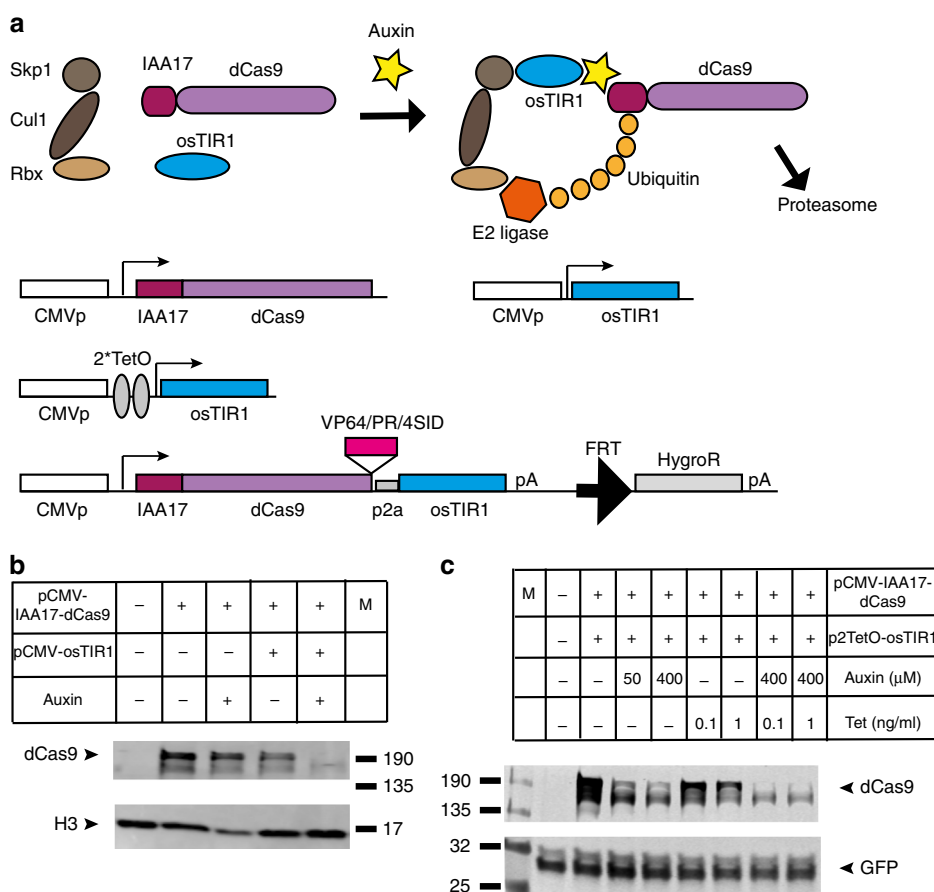 a
Auxin
IAA17
dCas9
dCas9
Skp1
osTIR1
Cul1
osTIR1
Rbx
Ubiquitin
E2 ligase
Proteasome
CMVp IAA17 dCas9
CMVp osTIR1
2*TetO
CMVp osTIR1
VP64/PR/4SID
FRT
HygroR
pA
pA
CMVp IAA17 dCas9 p2a osTIR1
b
pCMV-
IAA17-dCas9
– + + + + M
pCMV-osTIR1 – – – + +
Auxin – – + – +
dCas9
190
135
H3
17
c
M – + + + + + + + pCMV-IAA17-
dCas9
– + + + + + + + p2TetO-osTIR1
– – 50 400 – – 400 400 Auxin (µM)
– – – – 0.1 1 0.1 1 Tet (ng/ml)
190
135
dCas9
32
25
GFP